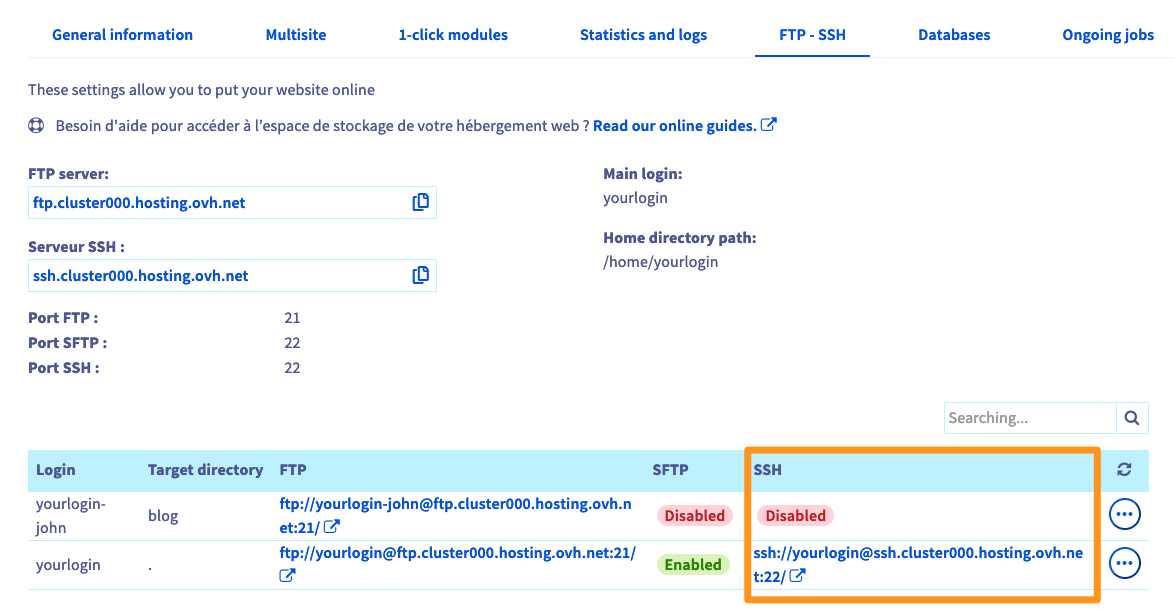 General information Multisite 1-click modules Statistics and logs FTP - SSH Databases Ongoing jobs
These settings allow you to put your website online
Besoin d'aide pour accéder à l'espace de stockage de votre hébergement web ? Read our online guides.
FTP server:
ftp.cluster000.hosting.ovh.net
Main login:
yourlogin
Serveur SSH :
ssh.cluster000.hosting.ovh.net
Home directory path:
/home/yourlogin
Port FTP : 21
Port SFTP : 22
Port SSH : 22
Searching...
Login Target directory FTP SFTP SSH
yourlogin-
john
blog
ftp://yourlogin-john@ftp.cluster000.hosting.ovh.n
et:21/
Disabled
Disabled
yourlogin
.
ftp://yourlogin@ftp.cluster000.hosting.ovh.net:21/
Enabled
ssh://yourlogin@ssh.cluster000.hosting.ovh.ne
t:22/